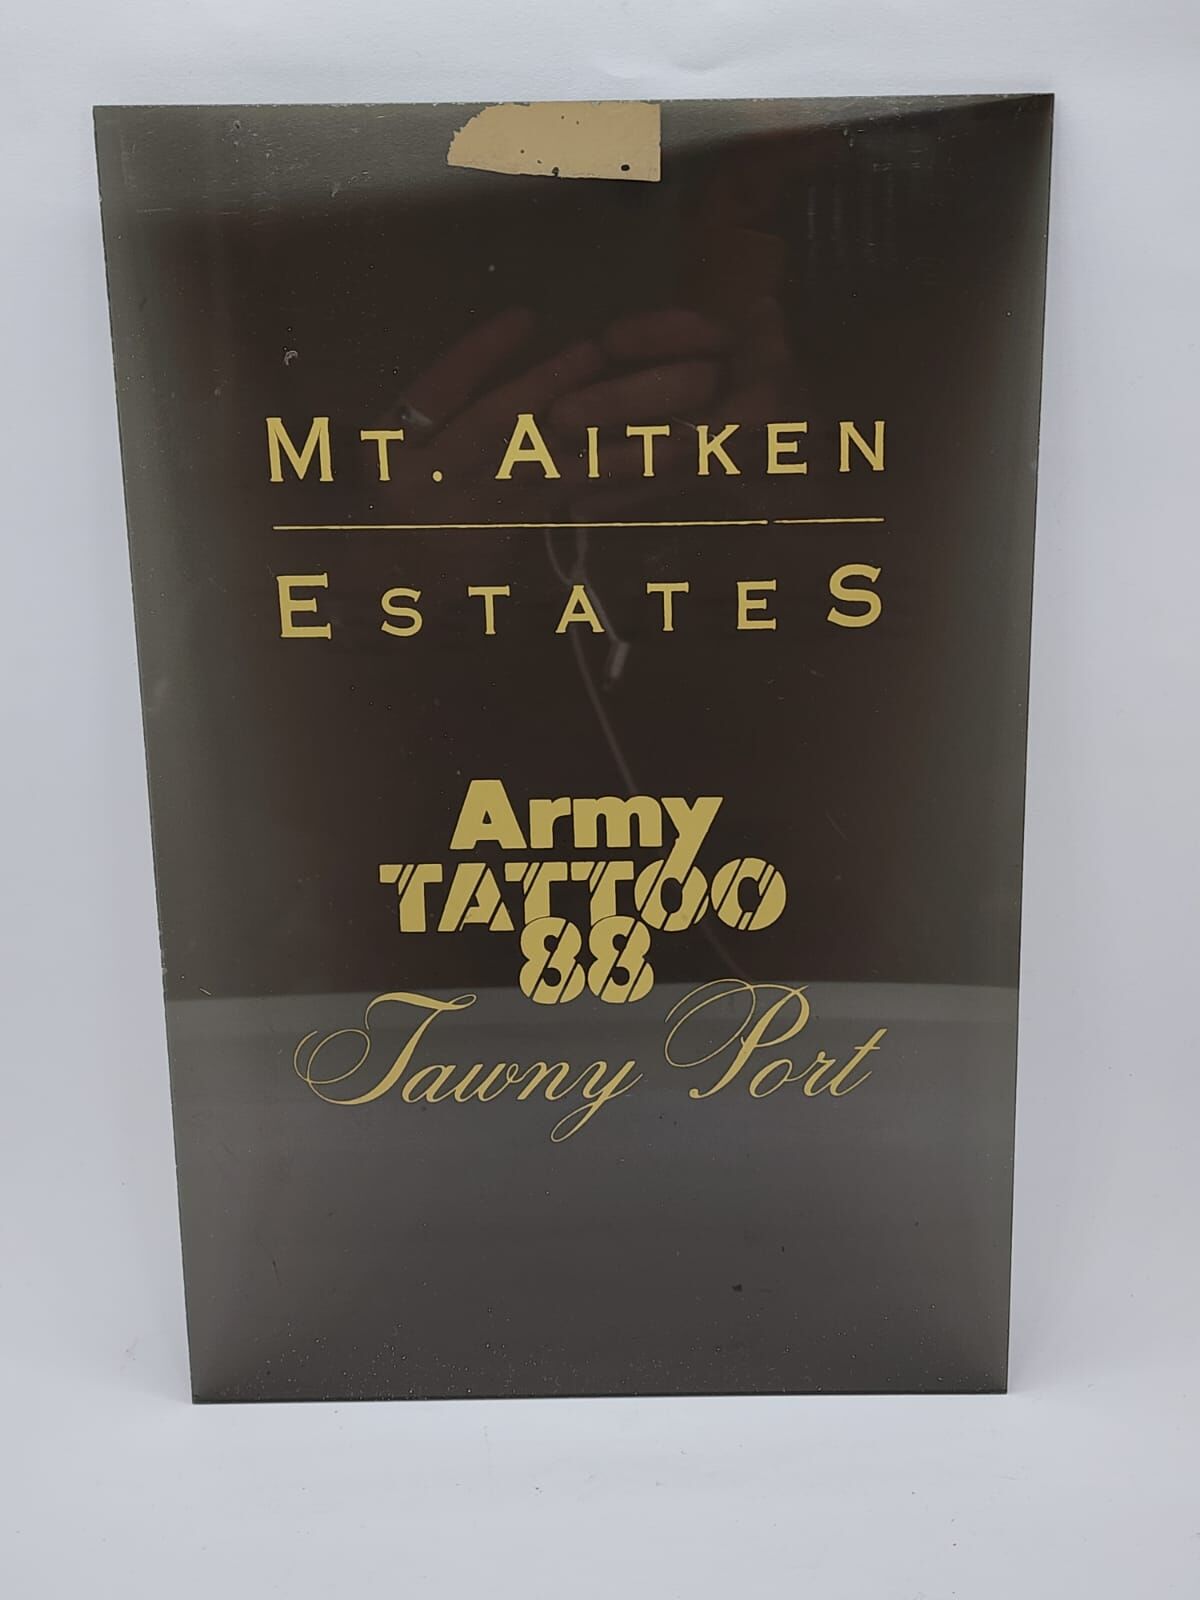 MT. AITKEN
ESTATES
Army
TATTOO
88
Tawny Port